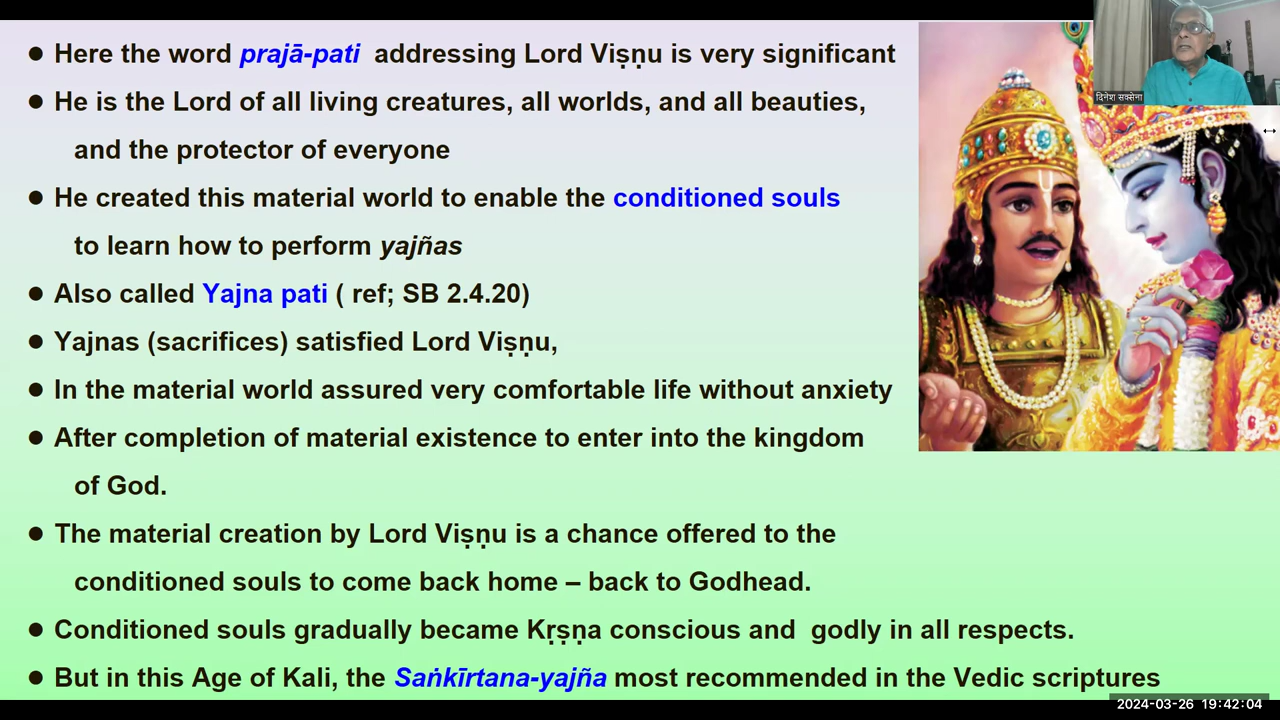 ● Here the word prajā-pati addressing Lord Viṣṇu is very significant
● He is the Lord of all living creatures, all worlds, and all beauties,
and the protector of everyone
● He created this material world to enable the conditioned souls
to learn how to perform yajñas
● Also called Yajna pati ( ref; SB 2.4.20)
● Yajnas (sacrifices) satisfied Lord Viṣṇu,
● In the material world assured very comfortable life without anxiety
● After completion of material existence to enter into the kingdom
of God.
● The material creation by Lord Viṣṇu is a chance offered to the
conditioned souls to come back home – back to Godhead.
● Conditioned souls gradually became Kṛṣṇa conscious and godly in all respects.
● But in this Age of Kali, the Saṅkīrtana-yajña most recommended in the Vedic scriptures
दिनेश सक्सेना
2024-03-26 19:42:04